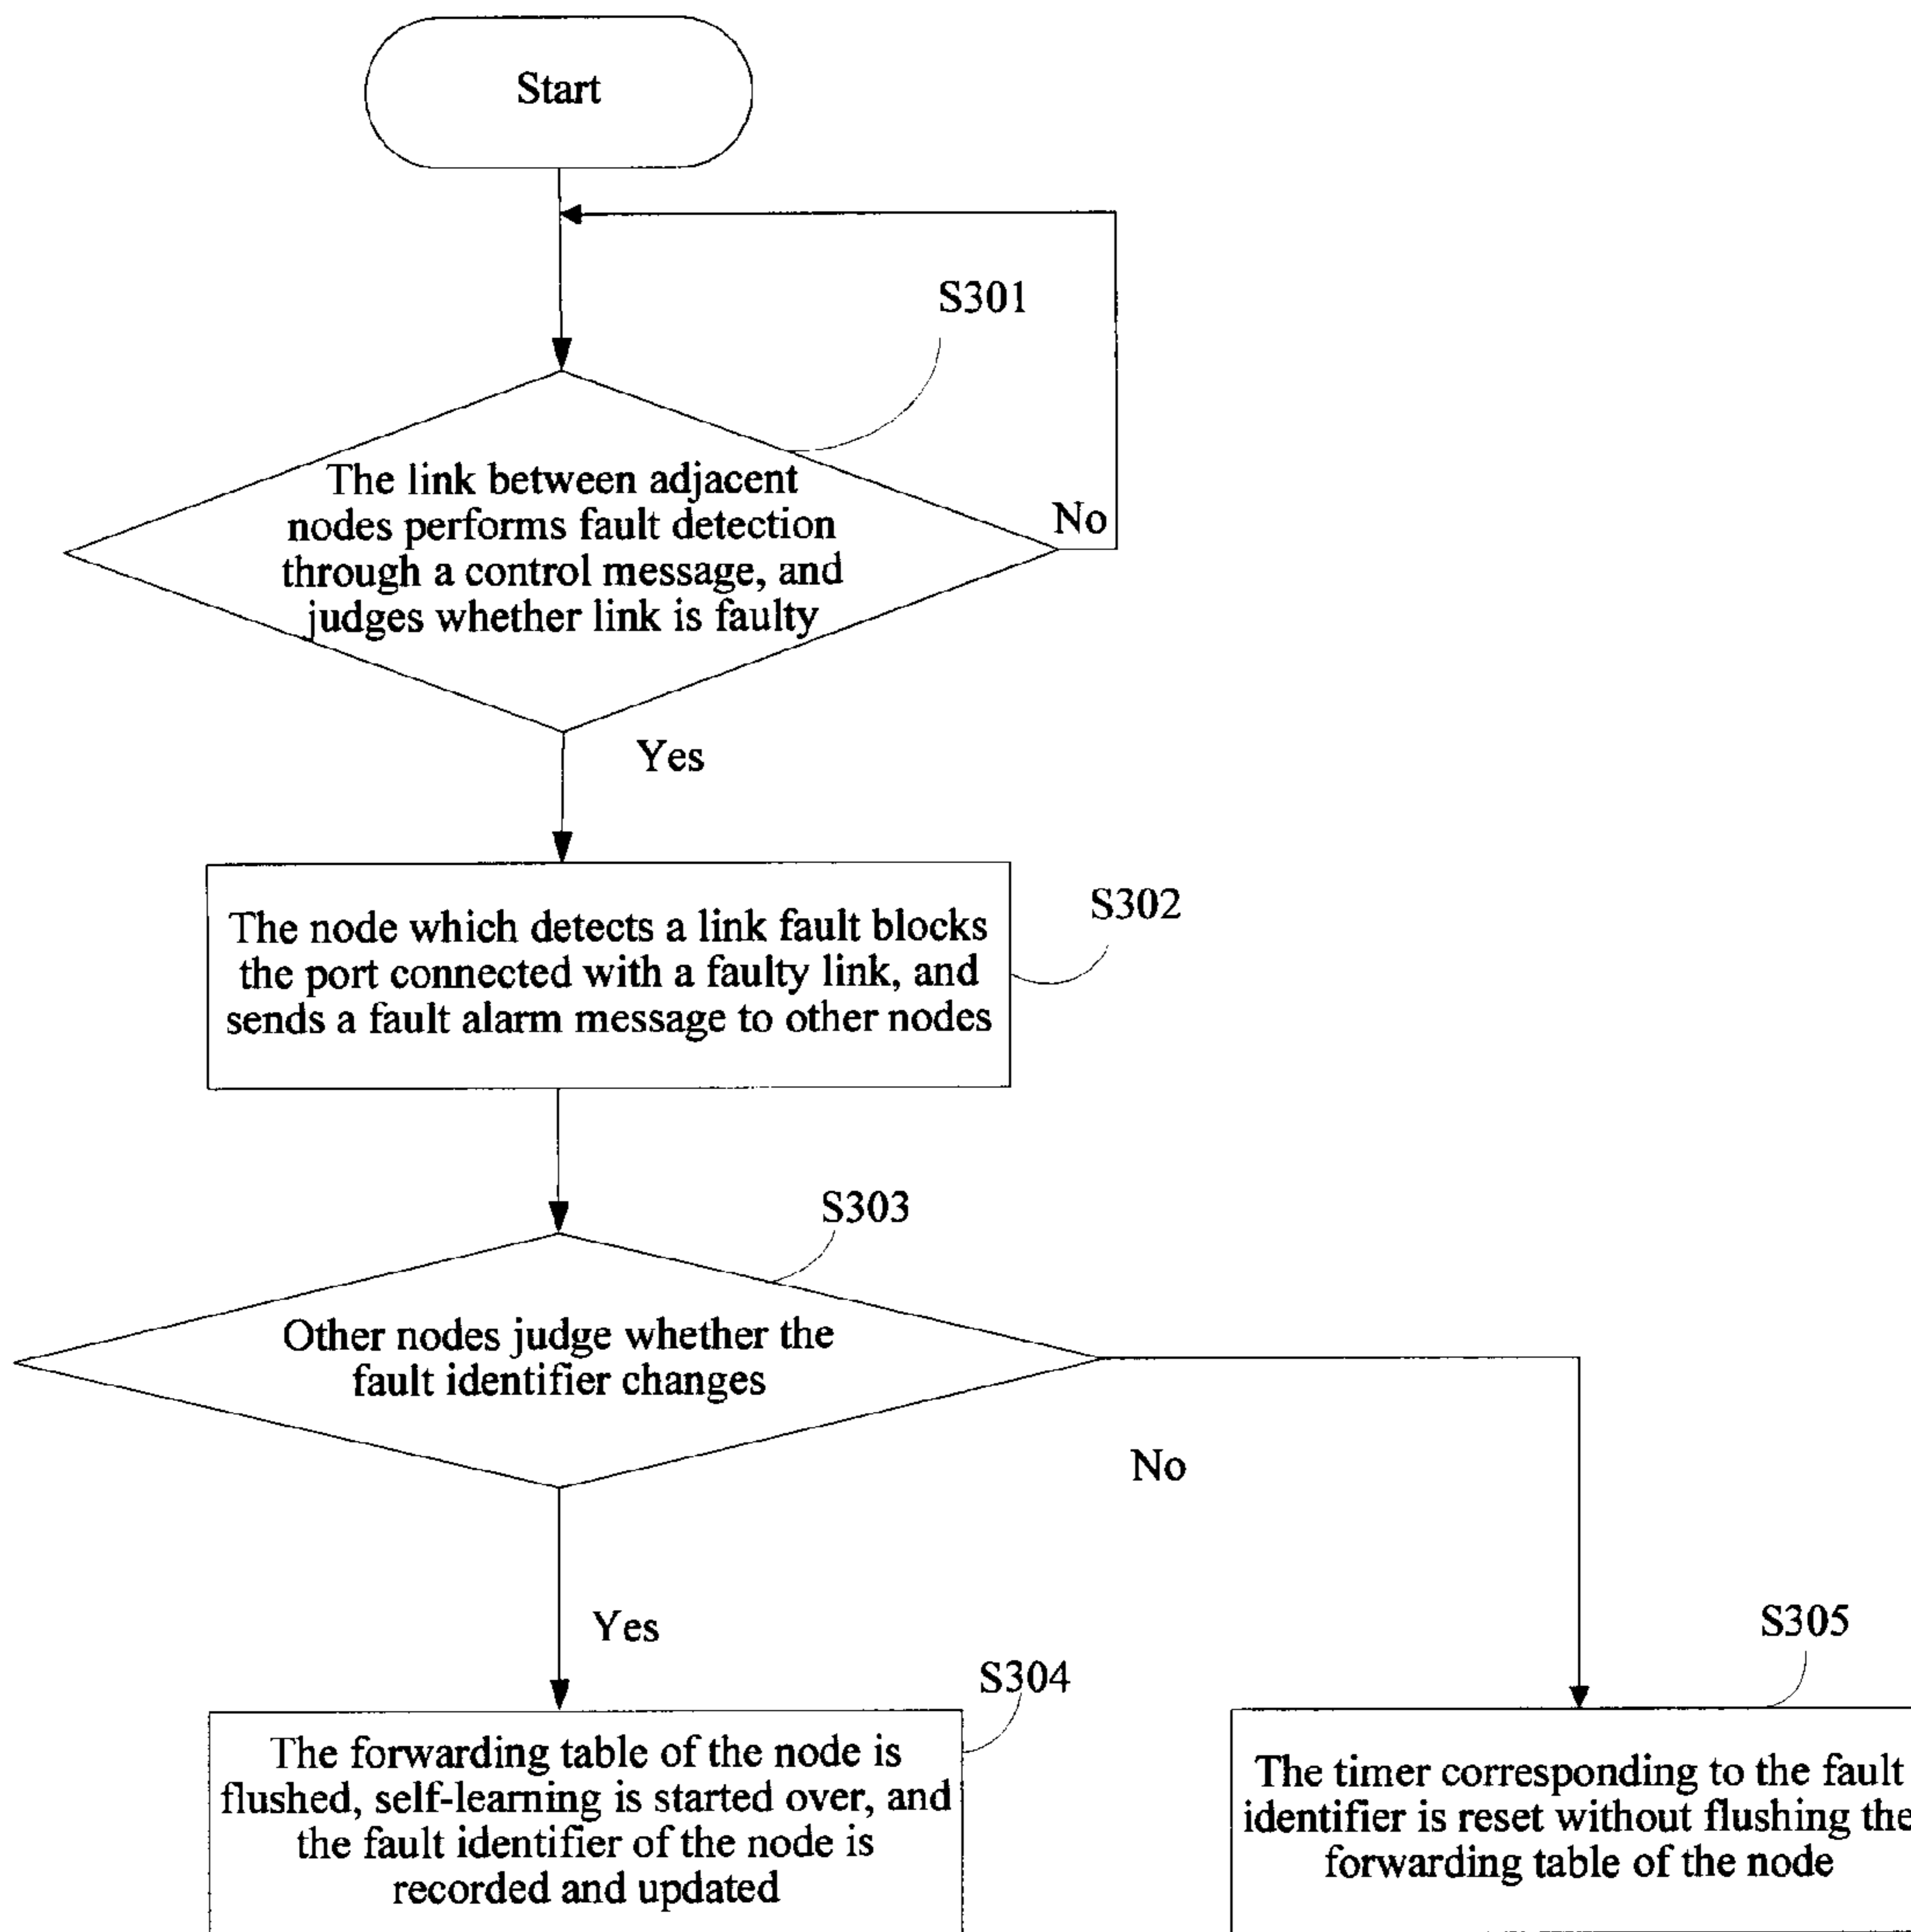 Start
S301
The link between adjacent
nodes performs fault detection
through a control message, and
judges whether link is faulty
No
Yes
The node which detects a link fault blocks
the port connected with a faulty link, and
sends a fault alarm message to other nodes
S302
S303
Other nodes judge whether the
fault identifier changes
No
Yes
S304
S305
The forwarding table of the node is
flushed, self-learning is started over, and
the fault identifier of the node is
recorded and updated
The timer corresponding to the fault
identifier is reset without flushing the
forwarding table of the node